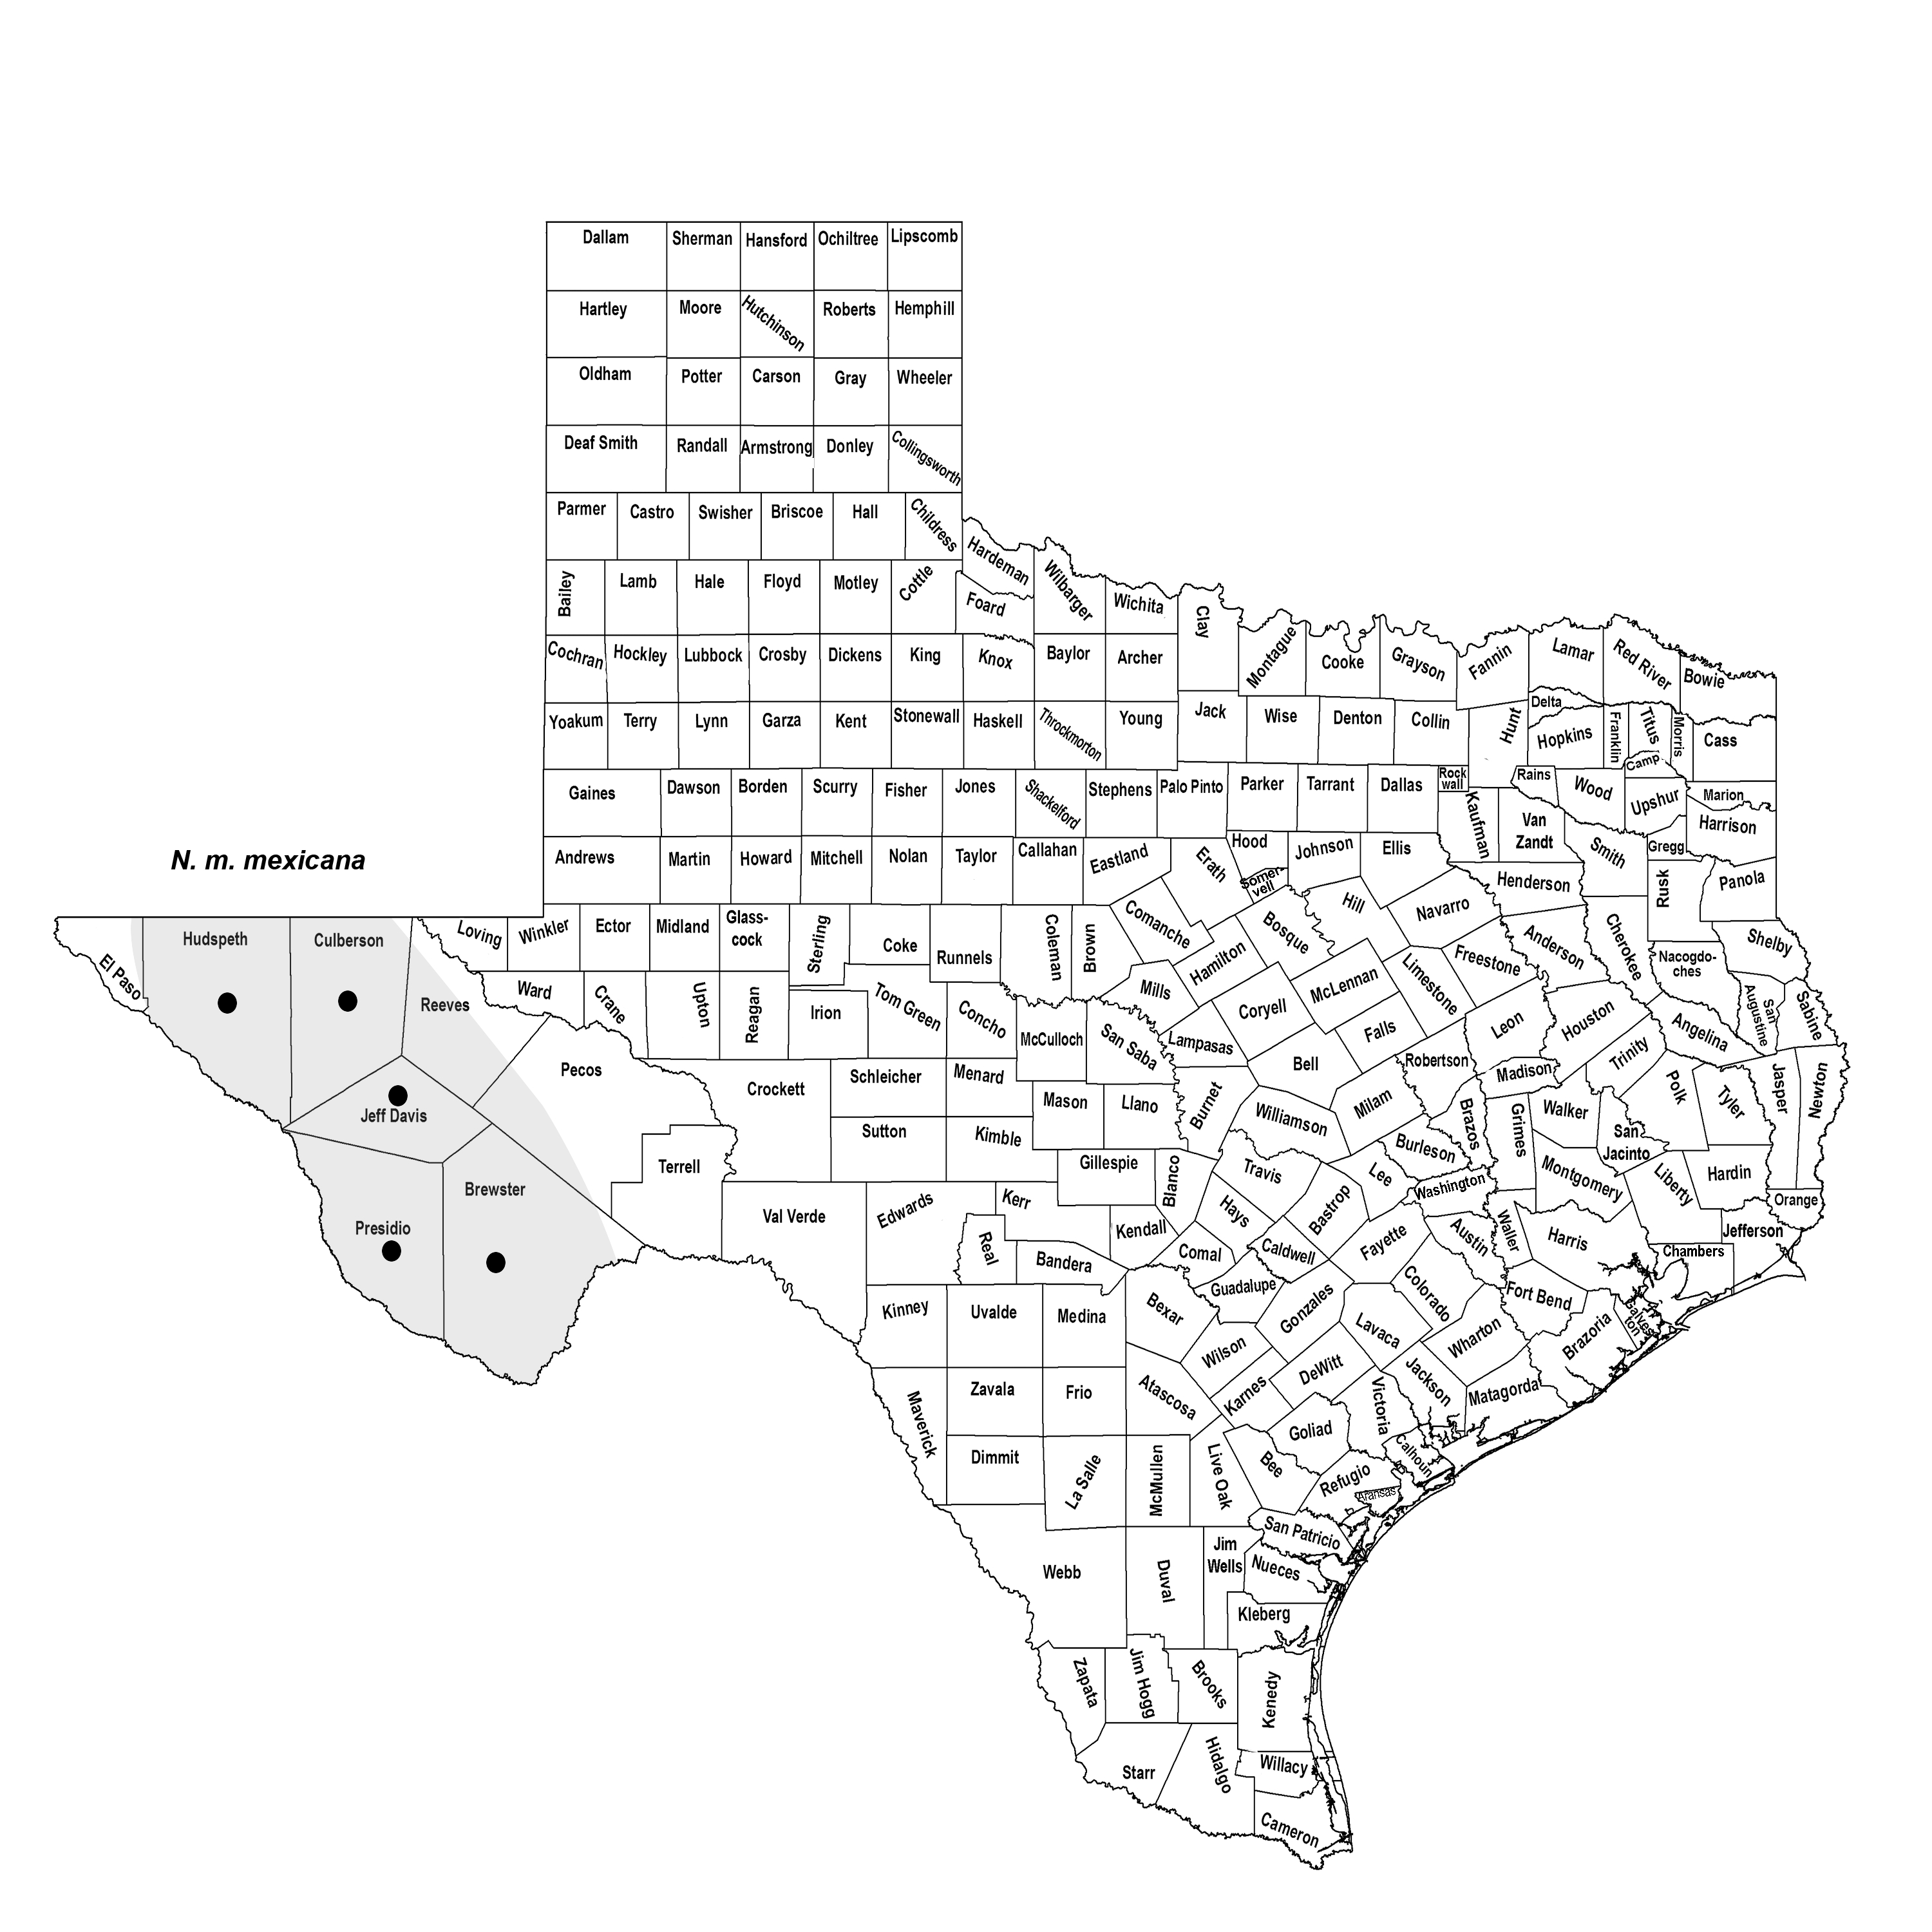 Dallam Sherman Hansford Ochiltree Lipscomb
Hartley Moore Hutchinson Roberts Hemphill
Oldham Potter Carson Gray Wheeler
Deaf Smith Randall Armstrong Donley Collingsworth
Parmer Castro Swisher Briscoe Hall Childress
Hardeman
Bailey Lamb Hale Floyd Motley Cottle Foard Wilbarger Wichita Clay
Cochran Hockley Lubbock Crosby Dickens King Knox Baylor Archer Montague Cooke Grayson Fannin Lamar Red River Bowie
Yoakum Terry Lynn Garza Kent Stonewall Haskell Throckmorton Young Jack Wise Denton Collin Hunt Delta Hopkins Franklin Titus Morris Cass
Camp
Gaines Dawson Borden Scurry Fisher Jones Shackelford Stephens Palo Pinto Parker Tarrant Dallas Rock
wall
Kaufman Rains Wood Upshur Marion
Van
Zandt
Harrison
N. m. mexicana
Andrews Martin Howard Mitchell Nolan Taylor Callahan Eastland Erath Hood Somer-
vell
Johnson Ellis Henderson Smith Gregg Rusk Panola
El Paso Hudspeth Culberson Reeves Loving Winkler Ector Midland Glass-
cock
Sterling Coke Runnels Coleman Brown Comanche Hamilton Bosque Hill Navarro Freestone Anderson Cherokee Nacogdo-
ches
Shelby
Ward Crane Upton Reagan Irion Tom Green Concho McCulloch San Saba Mills Lampasas Coryell McLennan Limestone Falls Leon Houston Trinity Angelina San
Augustine
Sabine
Jeff Davis Pecos Crockett Schleicher Menard Mason Llano Burnet Bell Williamson Milam Robertson Brazos Madison Grimes Walker San
Jacinto
Polk Tyler Jasper Newton
Presidio Brewster Terrell Sutton Kimble Gillespie Blanco Travis Lee Burleson Washington Montgomery Liberty Hardin Orange
Val Verde Edwards Kerr Real Kendall Bandera Hays Comal Caldwell Bastrop Fayette Austin Waller Harris Chambers Jefferson
Kinney Uvalde Medina Bexar Guadalupe Gonzales Lavaca Colorado Wharton Fort Bend Brazoria Galves
ton
Maverick Zavala Frio Atascosa Wilson Karnes DeWitt Victoria Jackson Matagorda
Dimmit La Salle McMullen Live Oak Bee Goliad Refugio Calhoun
Aransas
San Patricio
Webb Duval Jim
Wells
Nueces
Kleberg
Zapata Jim Hogg Brooks Kenedy
Starr Hidalgo Willacy
Cameron